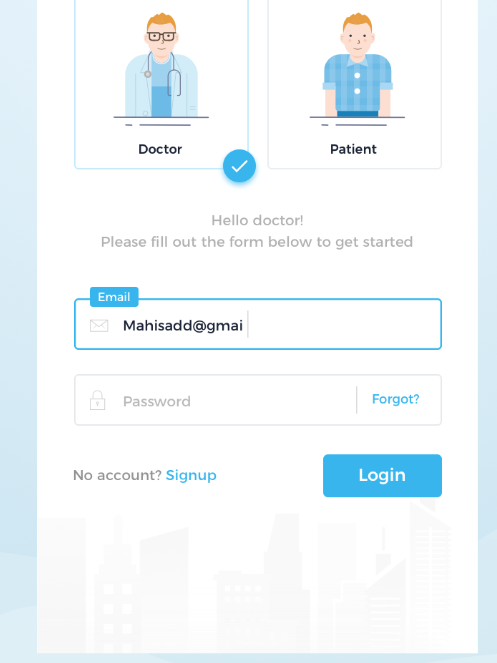 Doctor
Patient
Hello doctor!
Please fill out the form below to get started
Email
Mahisadd@gmai
Password
Forgot?
No account? Signup
Login